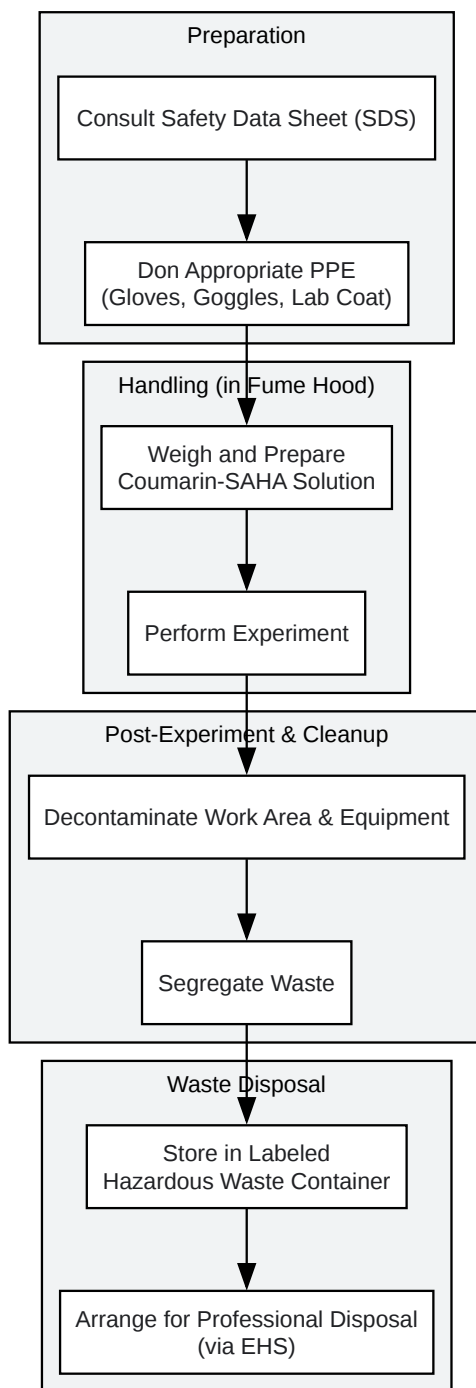 Preparation
Consult Safety Data Sheet (SDS)
Don Appropriate PPE
(Gloves, Goggles, Lab Coat)
Handling (in Fume Hood)
Weigh and Prepare
Coumarin-SAHA Solution
Perform Experiment
Post-Experiment & Cleanup
Decontaminate Work Area & Equipment
Segregate Waste
Waste Disposal
Store in Labeled
Hazardous Waste Container
Arrange for Professional Disposal
(via EHS)